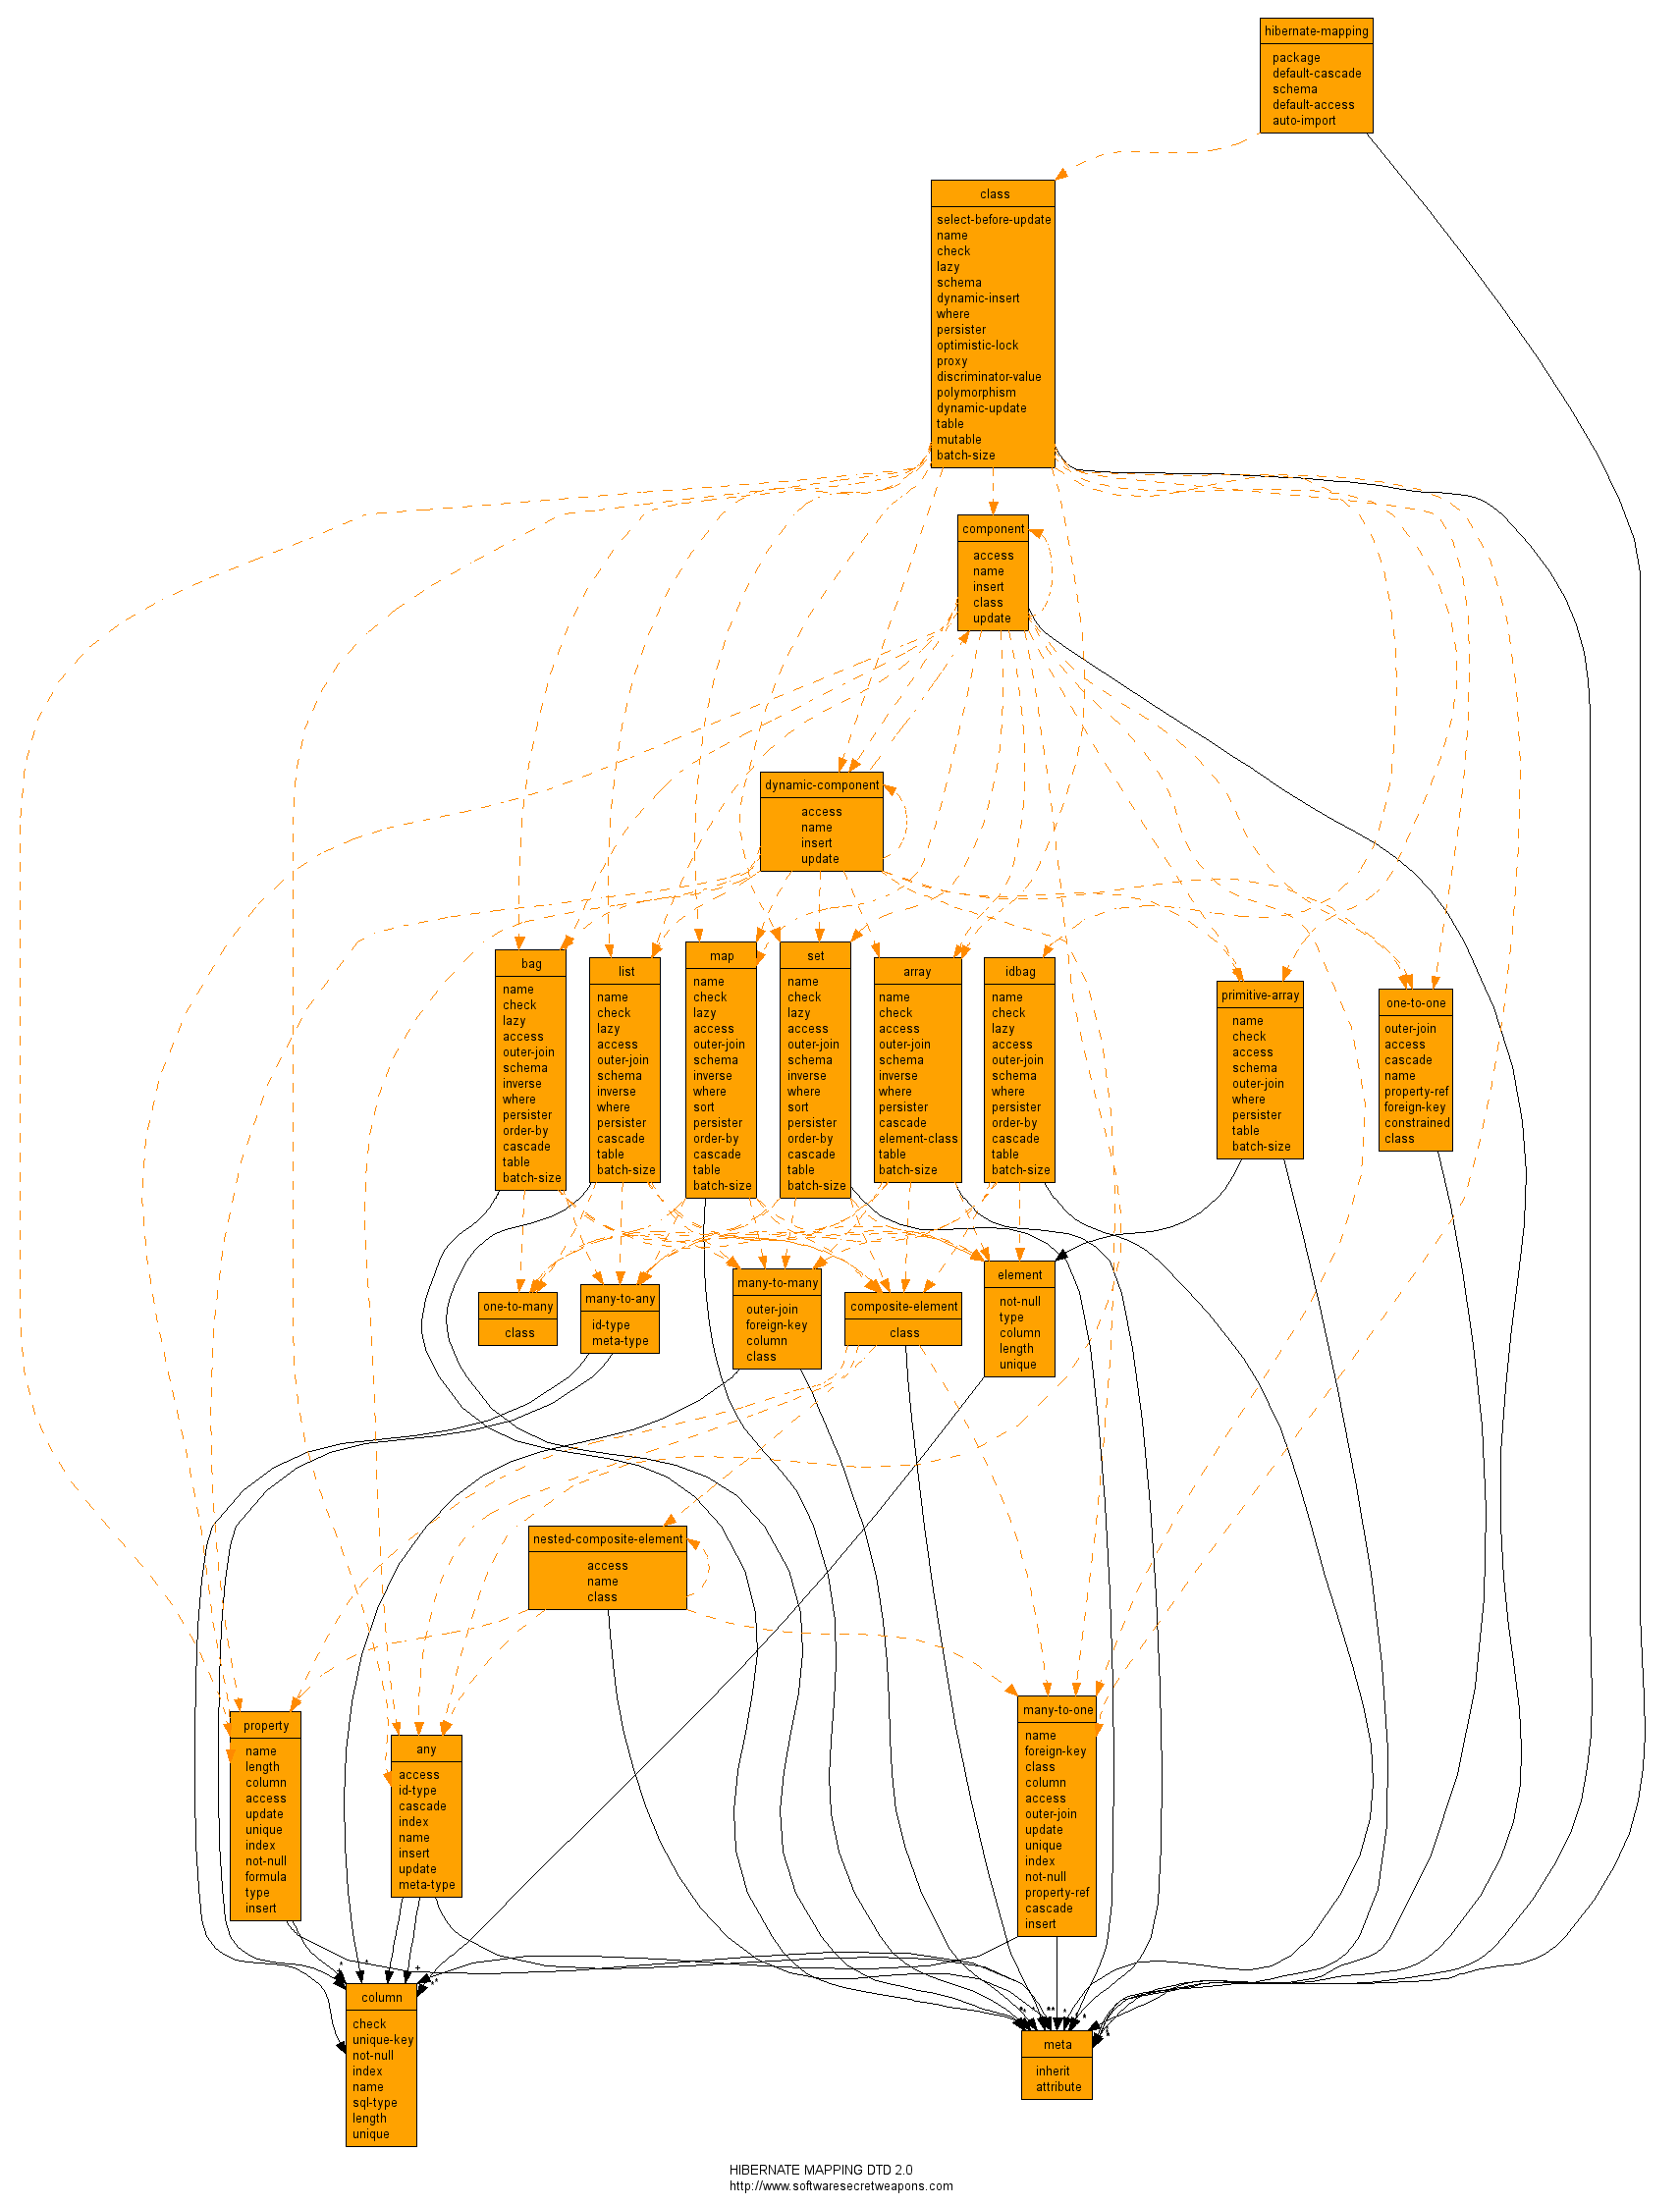 hibernate-mapping
package
default-cascade
schema
default-access
auto-import
class
select-before-update
name
check
lazy
schema
dynamic-insert
where
persister
optimistic-lock
proxy
discriminator-value
polymorphism
dynamic-update
table
mutable
batch-size
component
access
name
insert
class
update
dynamic-component
access
name
insert
update
bag
name
check
lazy
access
outer-join
schema
inverse
where
persister
order-by
cascade
table
batch-size
list
name
check
lazy
access
outer-join
schema
inverse
where
persister
cascade
table
batch-size
map
name
check
lazy
access
outer-join
schema
inverse
where
sort
persister
order-by
cascade
table
batch-size
set
name
check
lazy
access
outer-join
schema
inverse
where
sort
persister
order-by
cascade
table
batch-size
array
name
check
access
outer-join
schema
inverse
where
persister
cascade
element-class
table
batch-size
idbag
name
check
lazy
access
outer-join
schema
where
persister
order-by
cascade
table
batch-size
primitive-array
name
check
access
schema
outer-join
where
persister
table
batch-size
one-to-one
outer-join
access
cascade
name
property-ref
foreign-key
constrained
class
one-to-many
class
many-to-any
id-type
meta-type
many-to-many
outer-join
foreign-key
column
class
composite-element
class
element
not-null
type
column
length
unique
nested-composite-element
access
name
class
property
name
length
column
access
update
unique
index
not-null
formula
type
insert
any
access
id-type
cascade
index
name
insert
update
meta-type
many-to-one
name
foreign-key
class
column
access
outer-join
update
unique
index
not-null
property-ref
cascade
insert
column
check
unique-key
not-null
index
name
sql-type
length
unique
meta
inherit
attribute
HIBERNATE MAPPING DTD 2.0
http://www.softwaresecretweapons.com